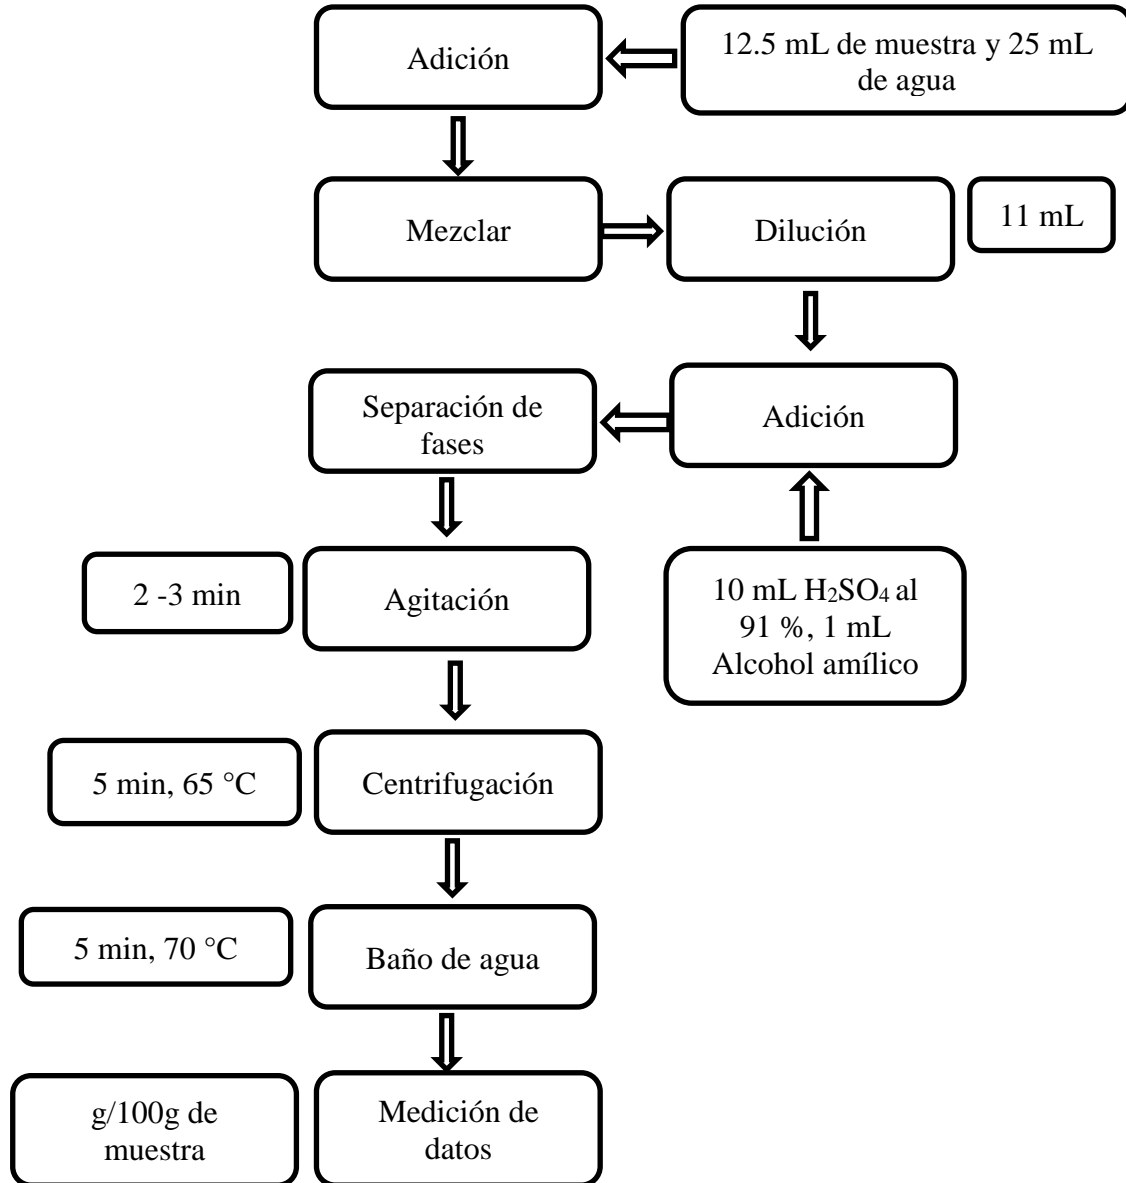 Adición
12.5 mL de muestra y 25 mL
de agua
Mezclar
Dilución
11 mL
Separación de
fases
Adición
2 -3 min
Agitación
10 mL H₂SO₄ al
91 %, 1 mL
Alcohol amílico
5 min, 65 °C
Centrifugación
5 min, 70 °C
Baño de agua
g/100g de
muestra
Medición de
datos